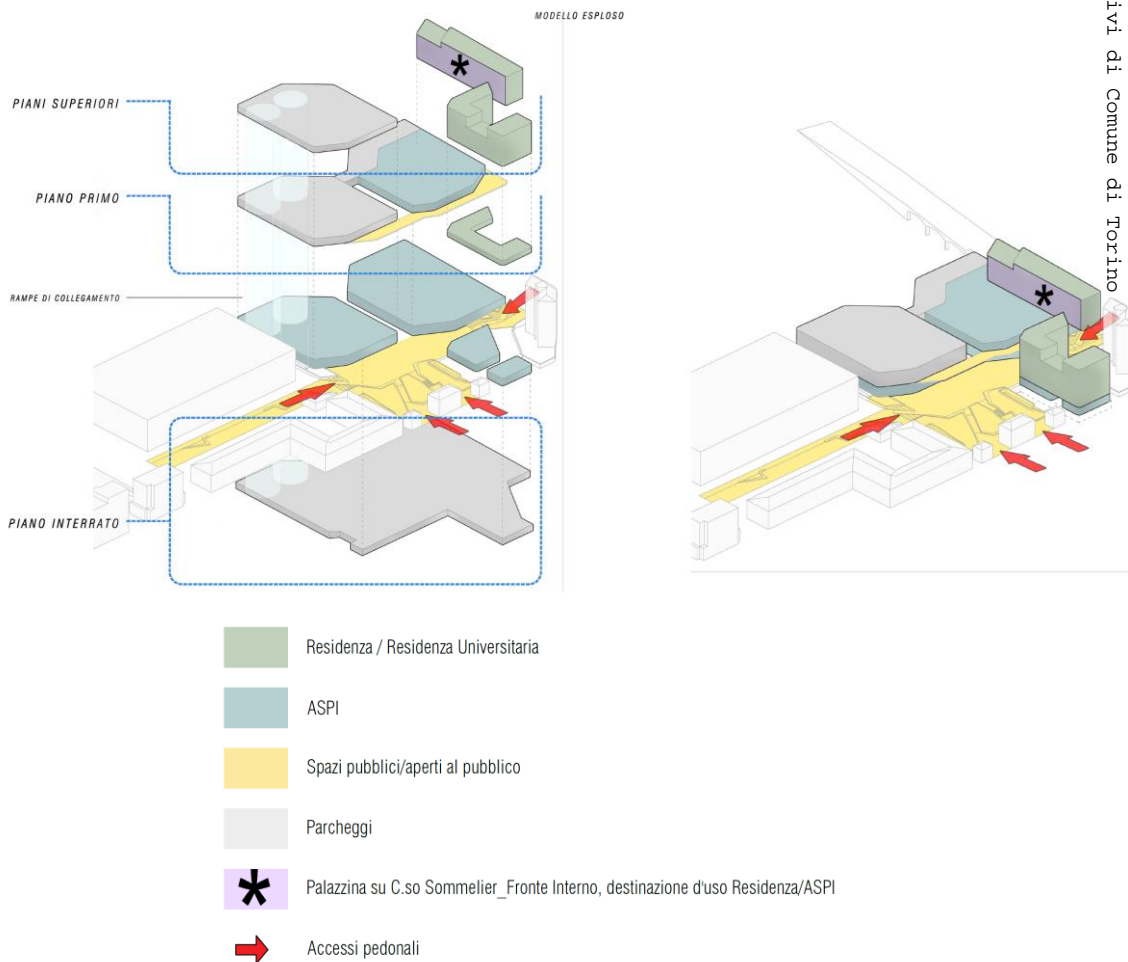 MODELLO ESPLOSO
PIANI SUPERIORI
PIANO PRIMO
RAMPE DI COLLEGAMENTO
PIANO INTERRATO
ivi di Comune di Torino
Residenza / Residenza Universitaria
ASPI
Spazi pubblici/aperti al pubblico
Parcheggi
Palazzina su C.so Sommelier_Fronte Interno, destinazione d'uso Residenza/ASPI
Accessi pedonali